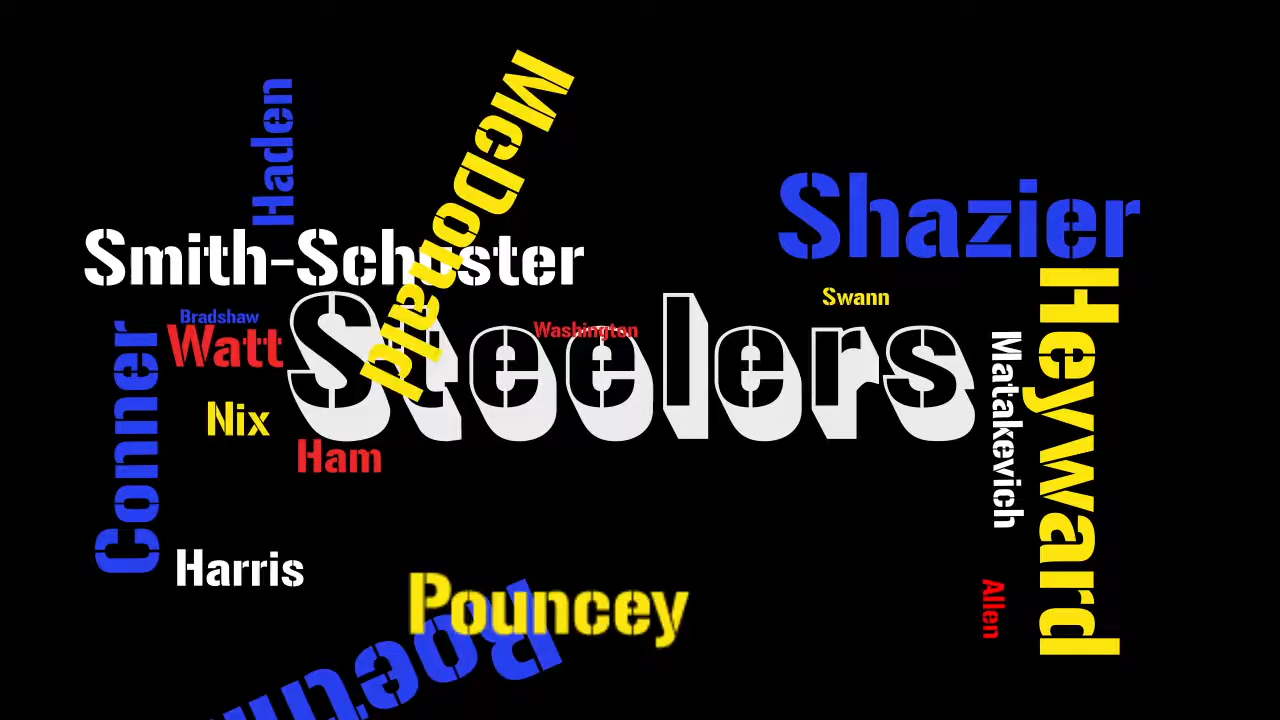 Haden
McDonald
Shazier
Smith-Schuster
Swann
Bradshaw
Watt
Washington
Steelers
Heyward
Matakevich
Conner
Nix
Ham
Harris
Pouncey
Allen